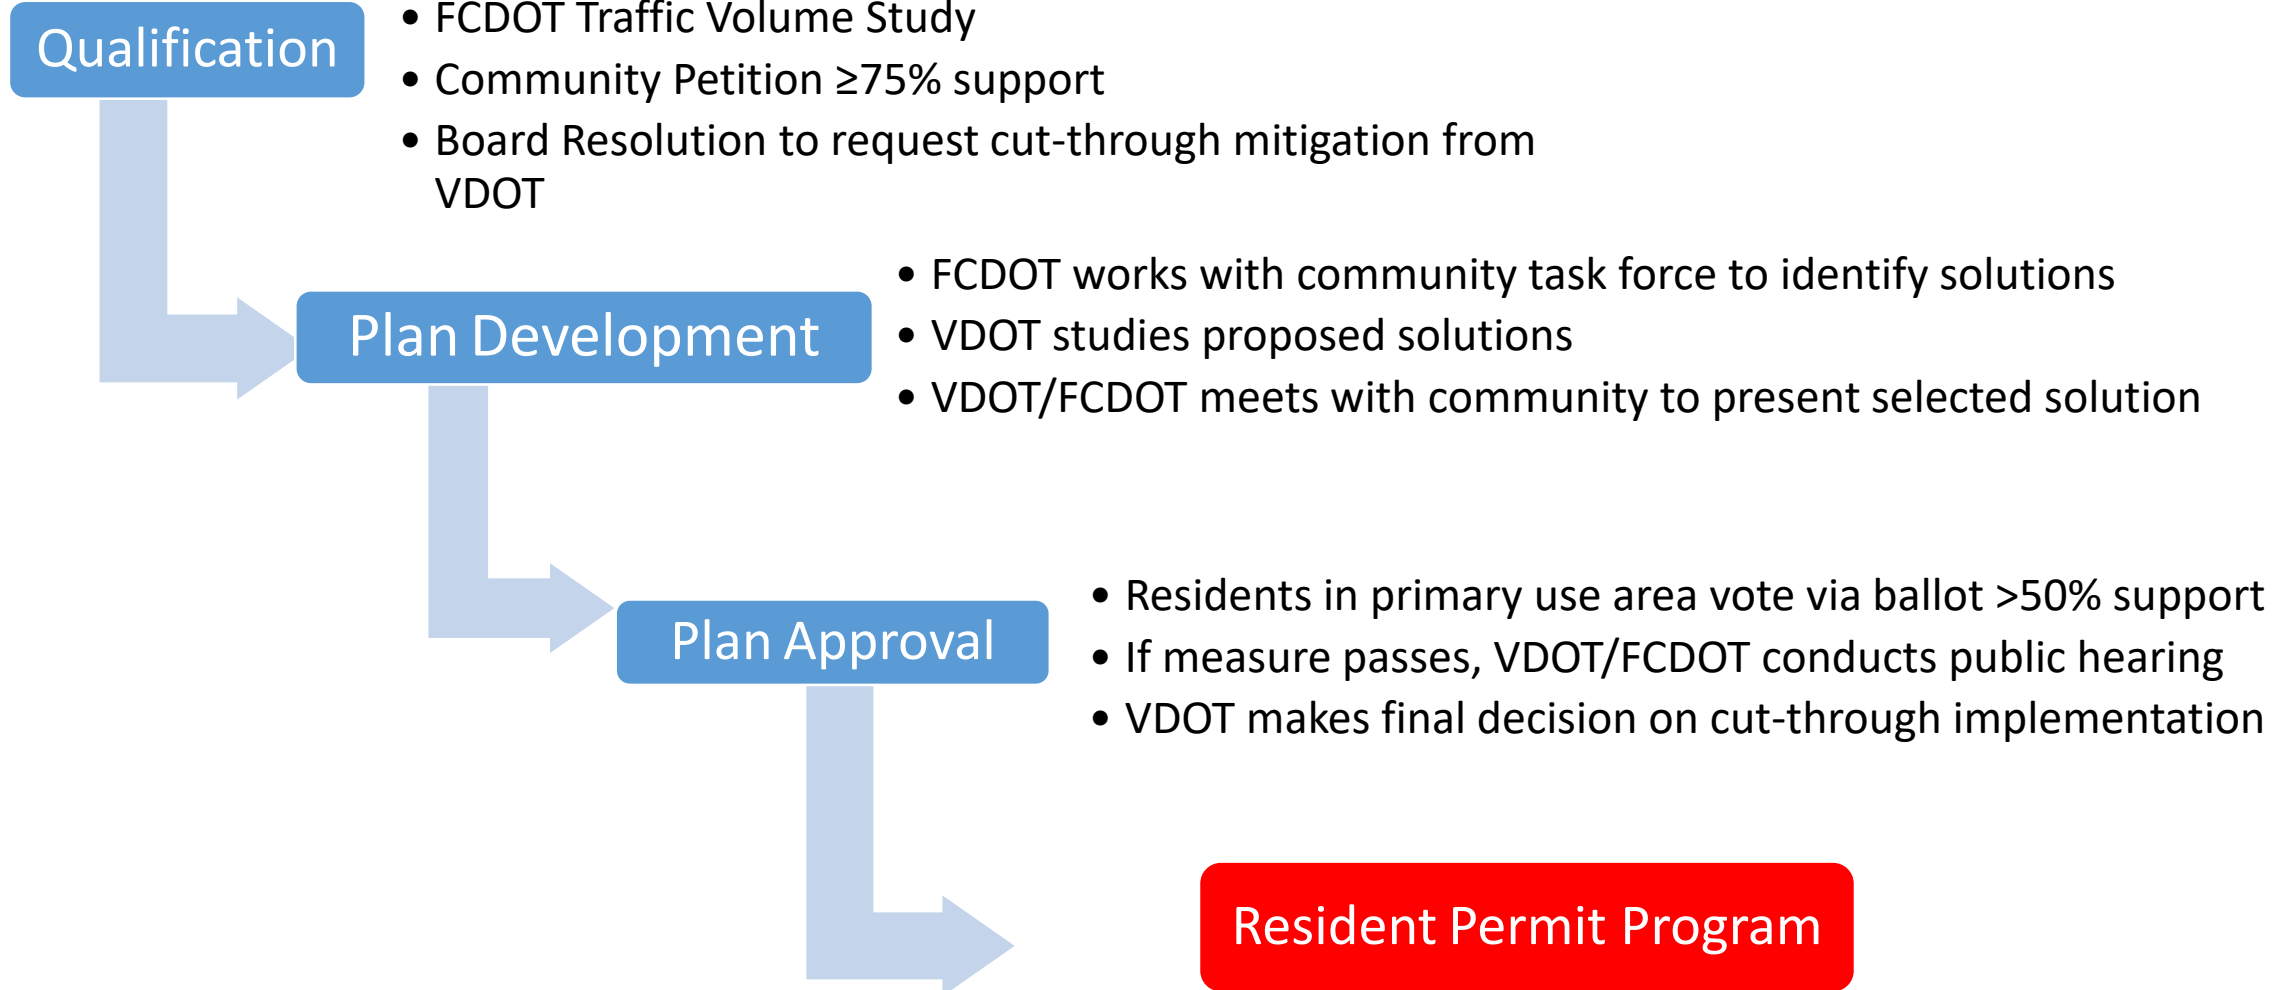 Qualification
• FCDOT Traffic Volume Study
• Community Petition ≥75% support
• Board Resolution to request cut-through mitigation from
VDOT
Plan Development
• FCDOT works with community task force to identify solutions
• VDOT studies proposed solutions
• VDOT/FCDOT meets with community to present selected solution
Plan Approval
• Residents in primary use area vote via ballot >50% support
• If measure passes, VDOT/FCDOT conducts public hearing
• VDOT makes final decision on cut-through implementation
Resident Permit Program